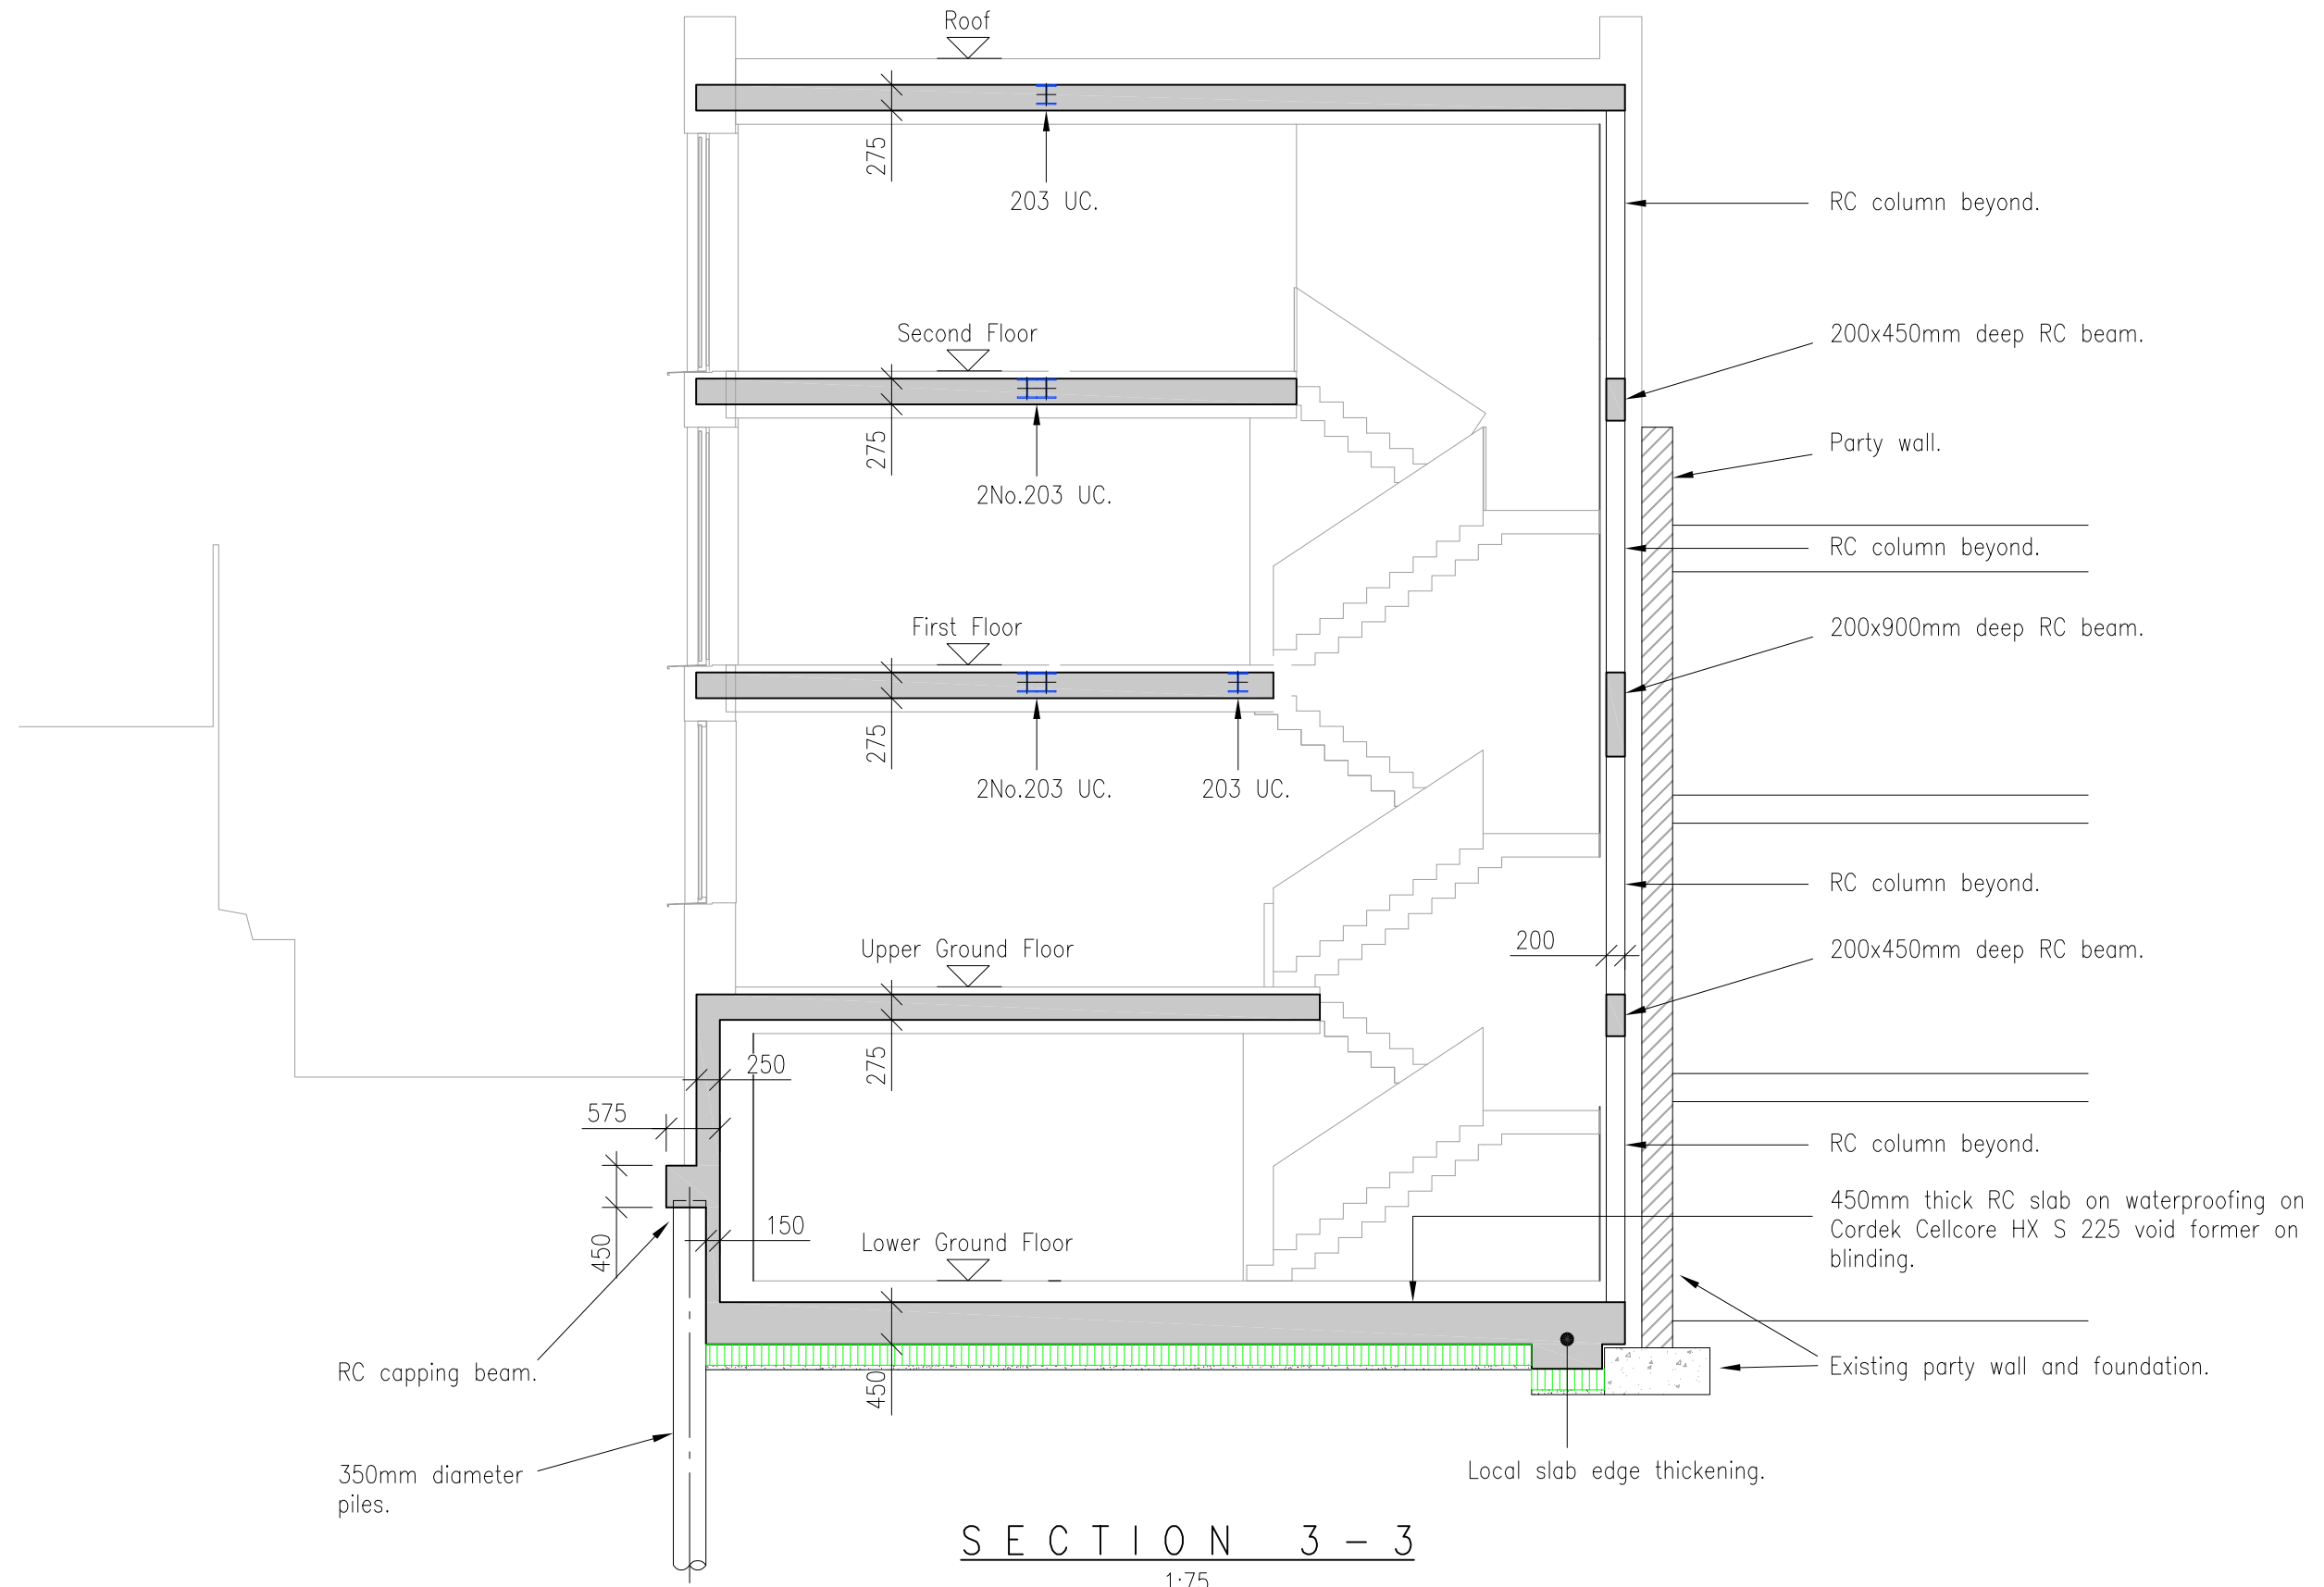 Roof
275
203 UC.
RC column beyond.
Second Floor
200x450mm deep RC beam.
275
2No.203 UC.
Party wall.
RC column beyond.
First Floor
200x900mm deep RC beam.
275
2No.203 UC.
203 UC.
RC column beyond.
Upper Ground Floor
200
200x450mm deep RC beam.
250
275
575
RC column beyond.
450mm thick RC slab on waterproofing on
Cordek Cellcore HX S 225 void former on
blinding.
150
450
Lower Ground Floor
RC capping beam.
450
Existing party wall and foundation.
350mm diameter
piles.
Local slab edge thickening.
SECTION 3-3
1:75